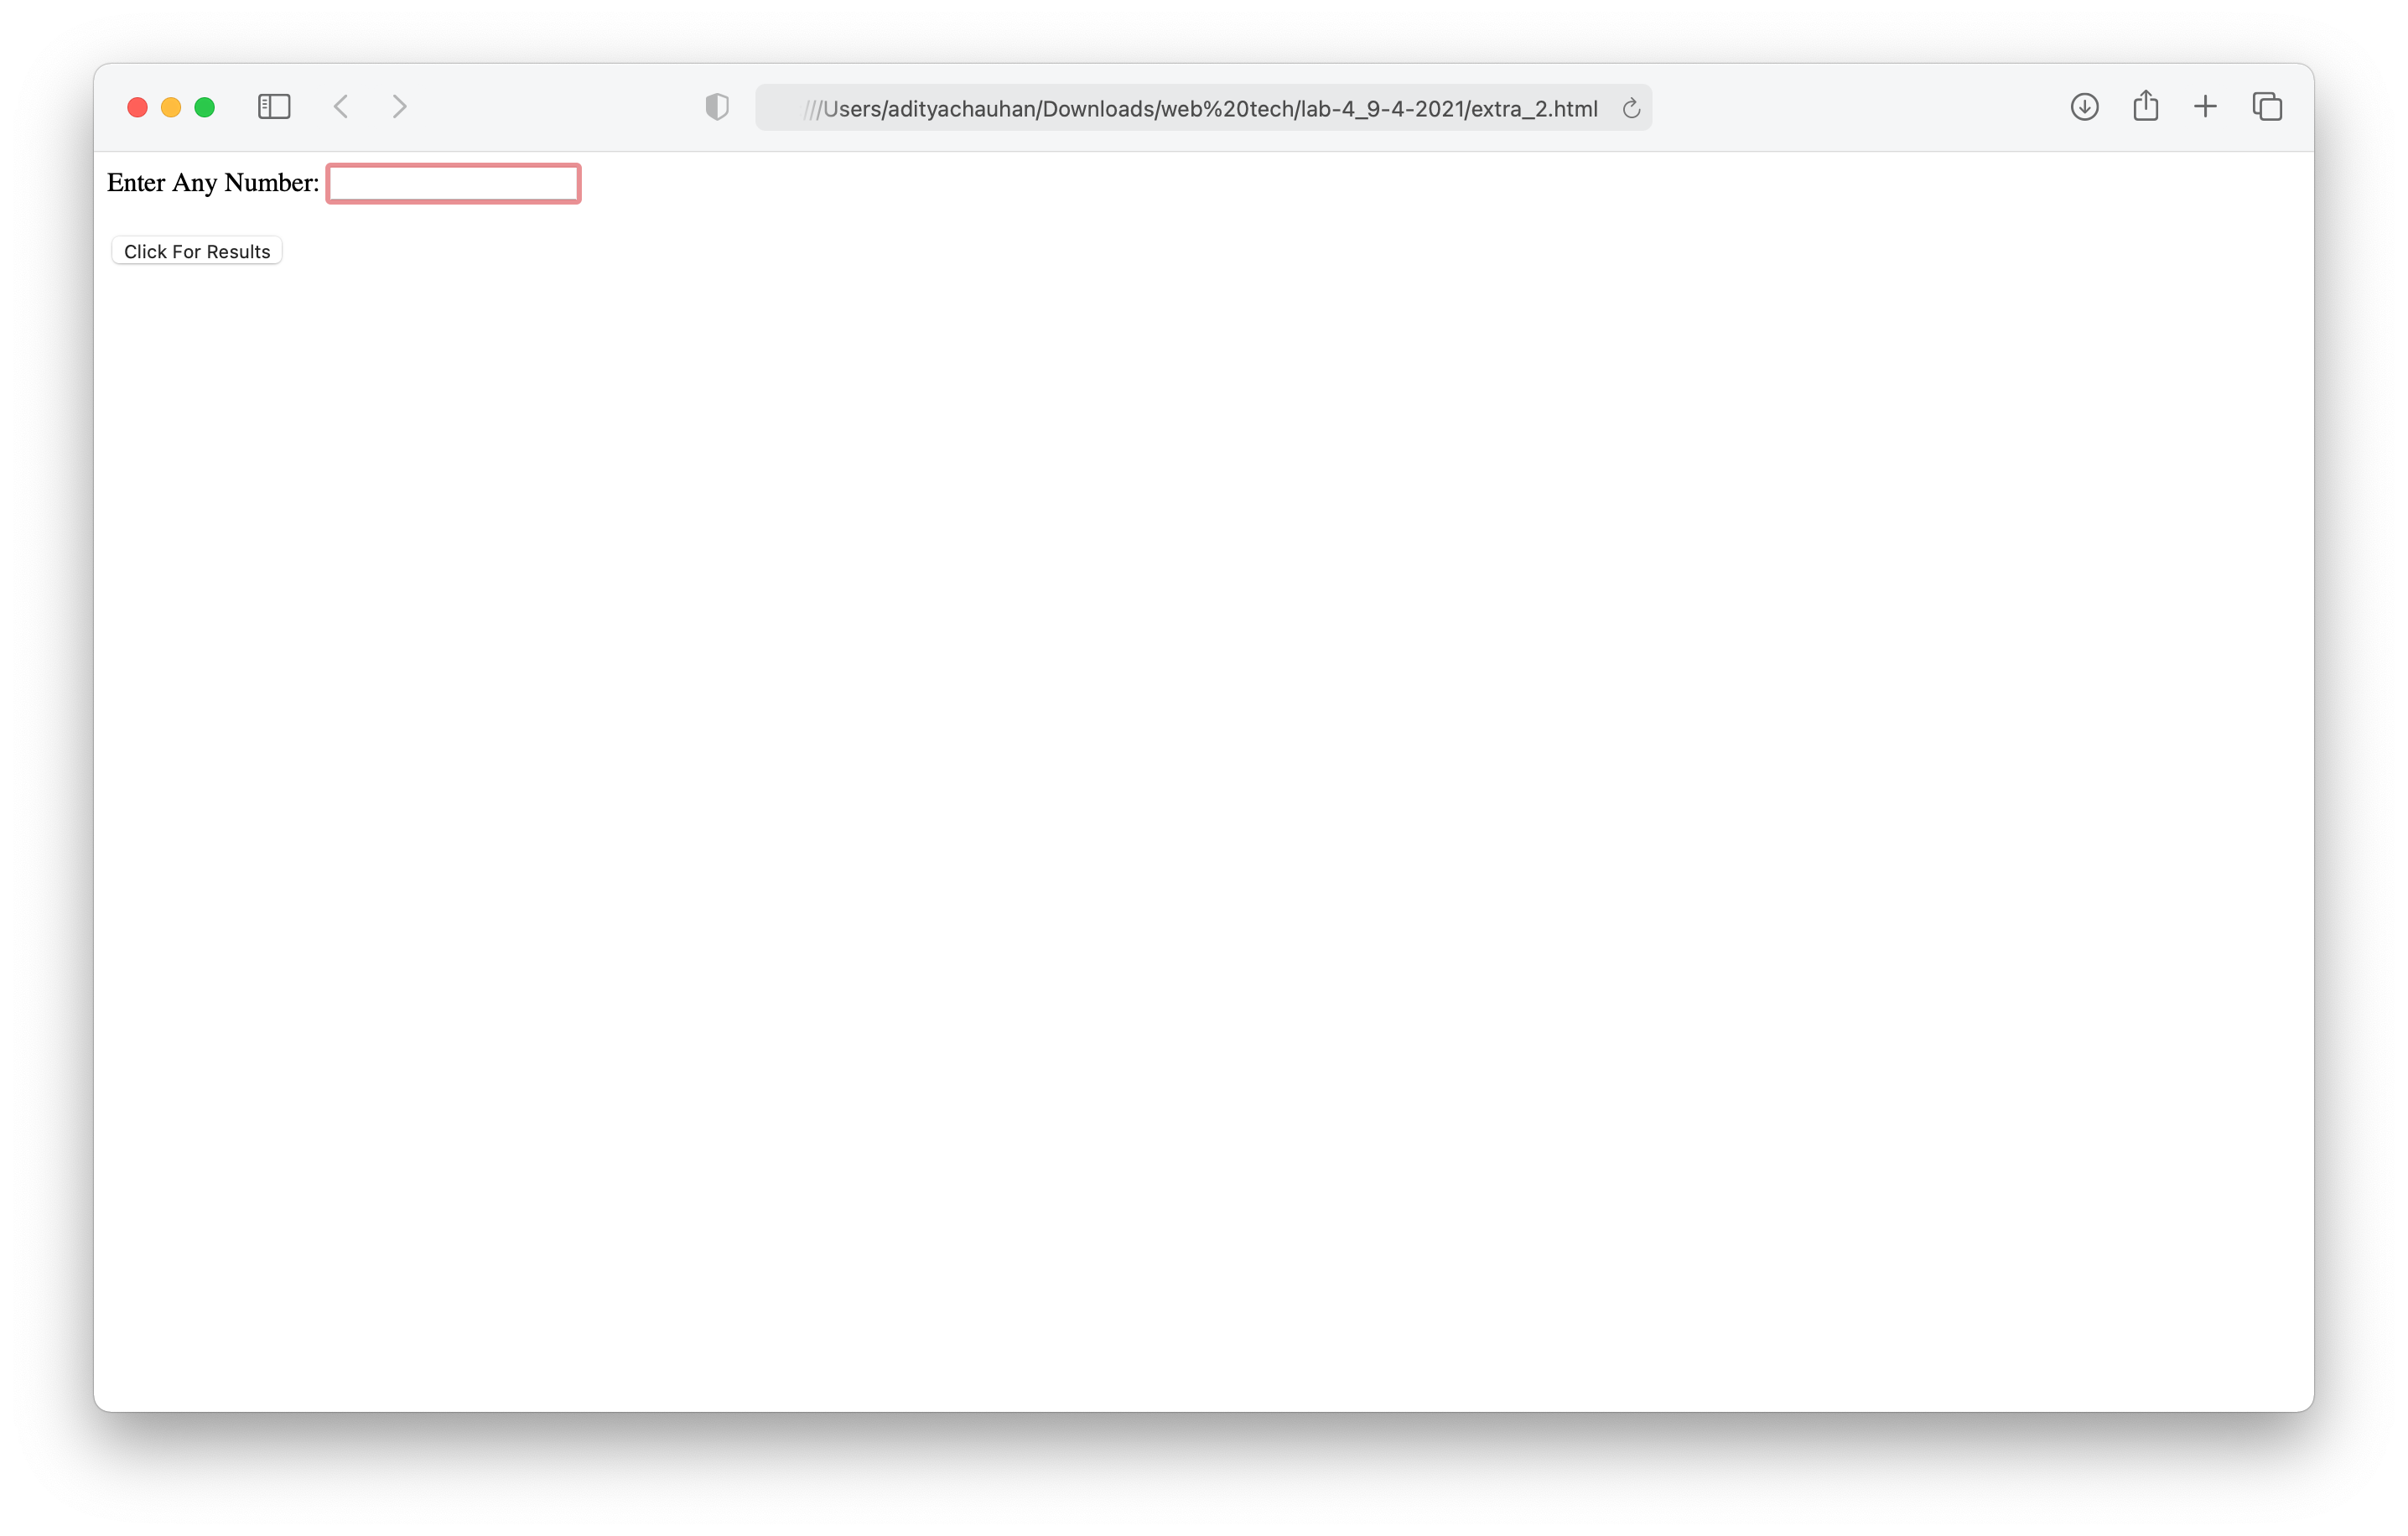 ///Users/adityachauhan/Downloads/web%20tech/lab-4_9-4-2021/extra_2.html
Enter Any Number:
Click For Results